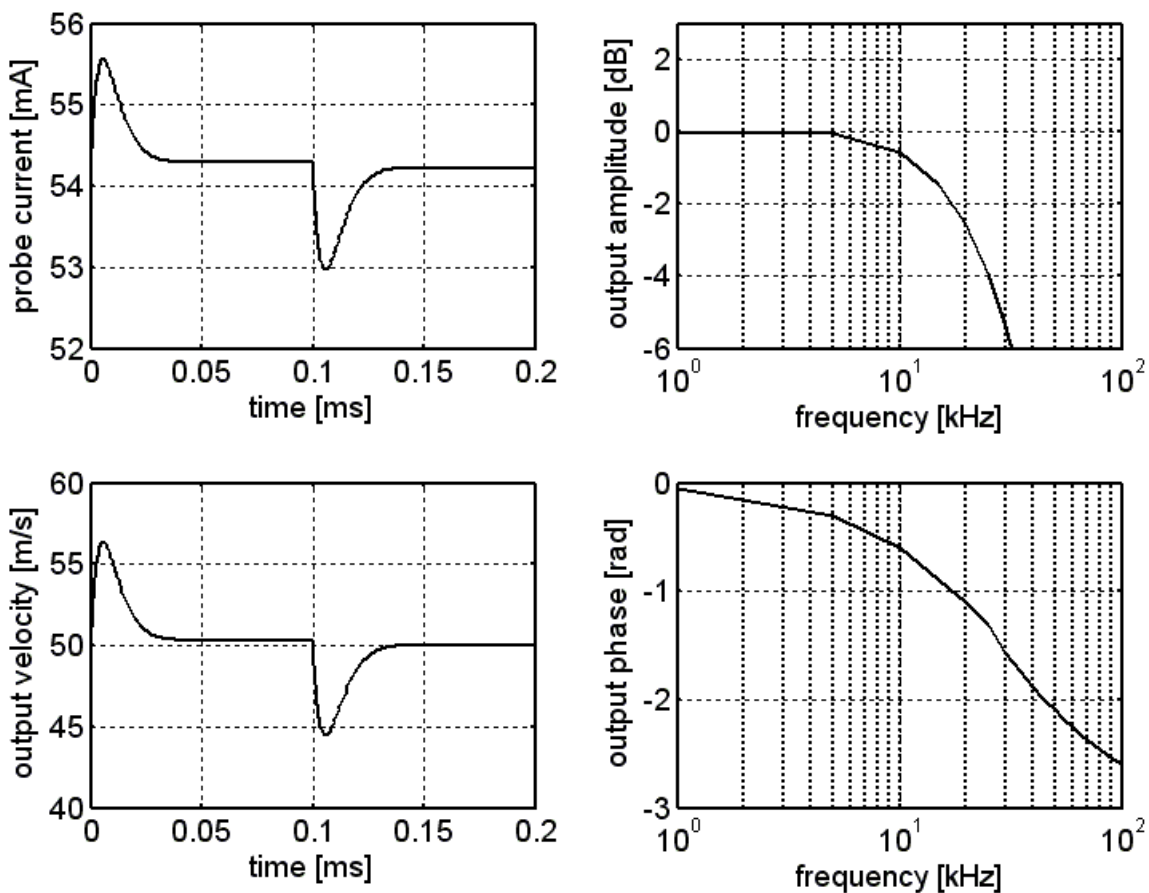 56
55
54
53
52
probe current [mA]
0 0.05 0.1 0.15 0.2
time [ms]
2
0
-2
-4
-6
output amplitude [dB]
10^0 10^1 10^2
frequency [kHz]
60
55
50
45
40
output velocity [m/s]
0 0.05 0.1 0.15 0.2
time [ms]
0
-1
-2
-3
output phase [rad]
10^0 10^1 10^2
frequency [kHz]